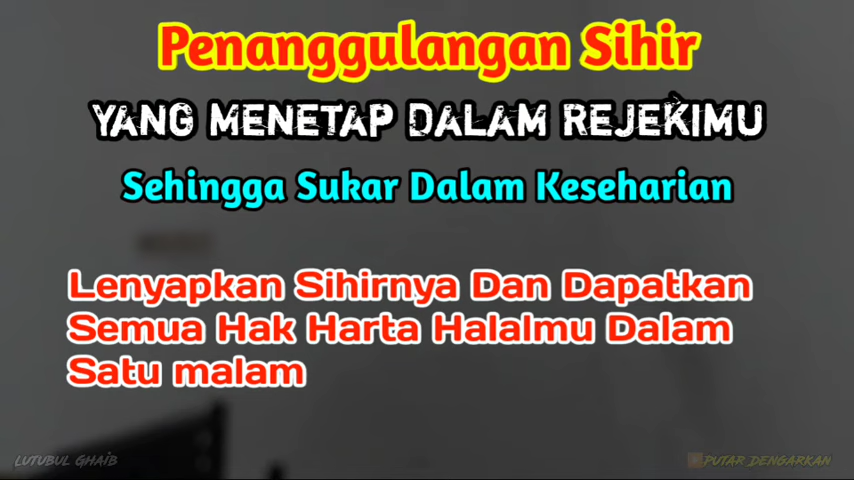 Penanggulangan Sihir
YANG MENETAP DALAM REJEKIMU
Sehingga Sukar Dalam Keseharian
Lenyapkan Sihirnya Dan Dapatkan
Semua Hak Harta Halalmu Dalam
Satu malam
LUTUBUL GHAIB
PUTAR DENGARKAN